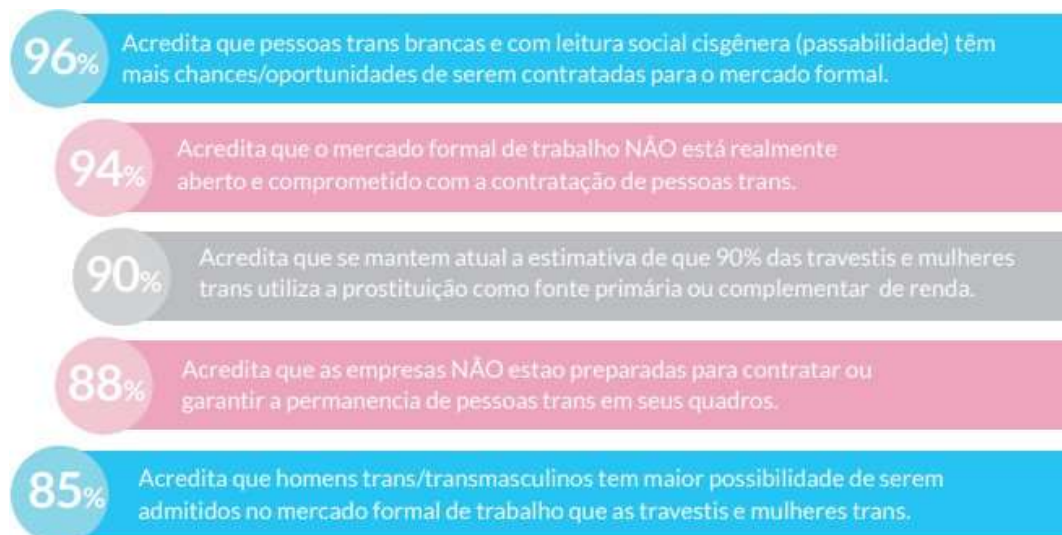 96%
Acredita que pessoas trans brancas e com leitura social cisgênera (passabilidade) têm
mais chances/oportunidades de serem contratadas para o mercado formal.
94%
Acredita que o mercado formal de trabalho NÃO está realmente
aberto e comprometido com a contratação de pessoas trans.
90%
Acredita que se mantem atual a estimativa de que 90% das travestis e mulheres
trans utiliza a prostituição como fonte primária ou complementar de renda.
88%
Acredita que as empresas NÃO estao preparadas para contratar ou
garantir a permanencia de pessoas trans em seus quadros.
85%
Acredita que homens trans/transmasculinos tem maior possibilidade de serem
admitidos no mercado formal de trabalho que as travestis e mulheres trans.